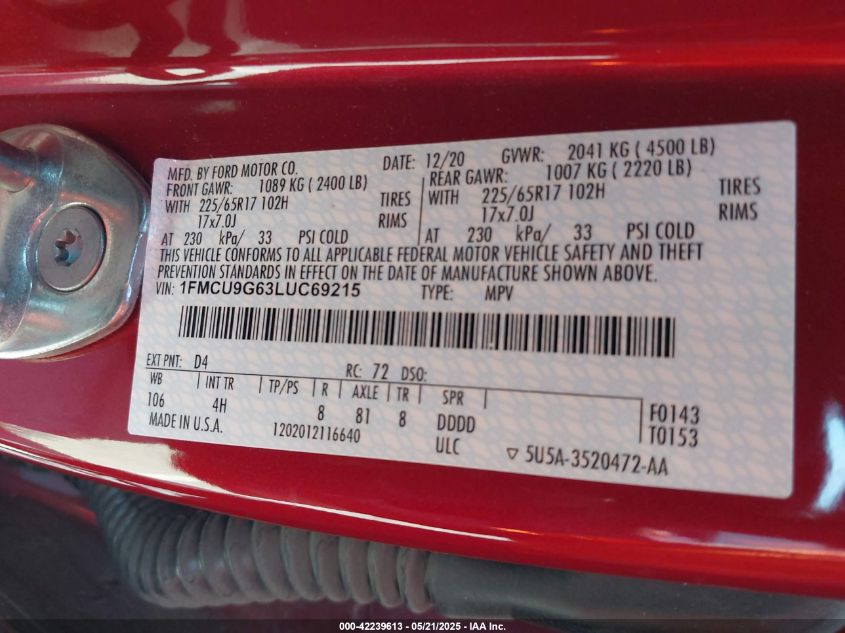 MFD. BY FORD MOTOR CO. DATE: 12/20 GVWR: 2041 KG ( 4500 LB)
FRONT GAWR: 1089 KG ( 2400 LB) REAR GAWR: 1007 KG ( 2220 LB)
WITH 225/65R17 102H TIRES WITH 225/65R17 102H TIRES
17x7.0J RIMS 17x7.0J RIMS
AT 230 kPa/ 33 PSI COLD AT 230 kPa/ 33 PSI COLD
THIS VEHICLE CONFORMS TO ALL APPLICABLE FEDERAL MOTOR VEHICLE SAFETY AND THEFT
PREVENTION STANDARDS IN EFFECT ON THE DATE OF MANUFACTURE SHOWN ABOVE.
VIN: 1FMCU9G63LUC69215 TYPE: MPV
EXT PNT: D4 RC: 72 DSO:
WB INT TR TP/PS R AXLE TR SPR
106 4H 8 81 8 DDDD F0143
MADE IN U.S.A. 1202012116640 ULC T0153
5U5A-3520472-AA
000-42239613 - 05/21/2025 - IAA Inc.